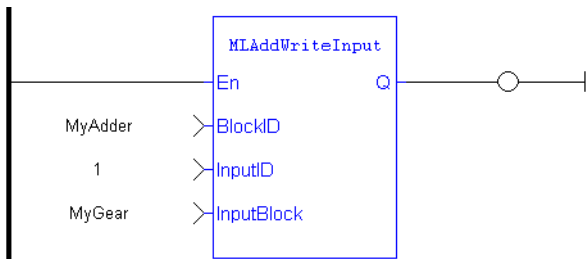 MLAddWriteInput
En Q
MyAdder BlockID
1 InputID
MyGear InputBlock